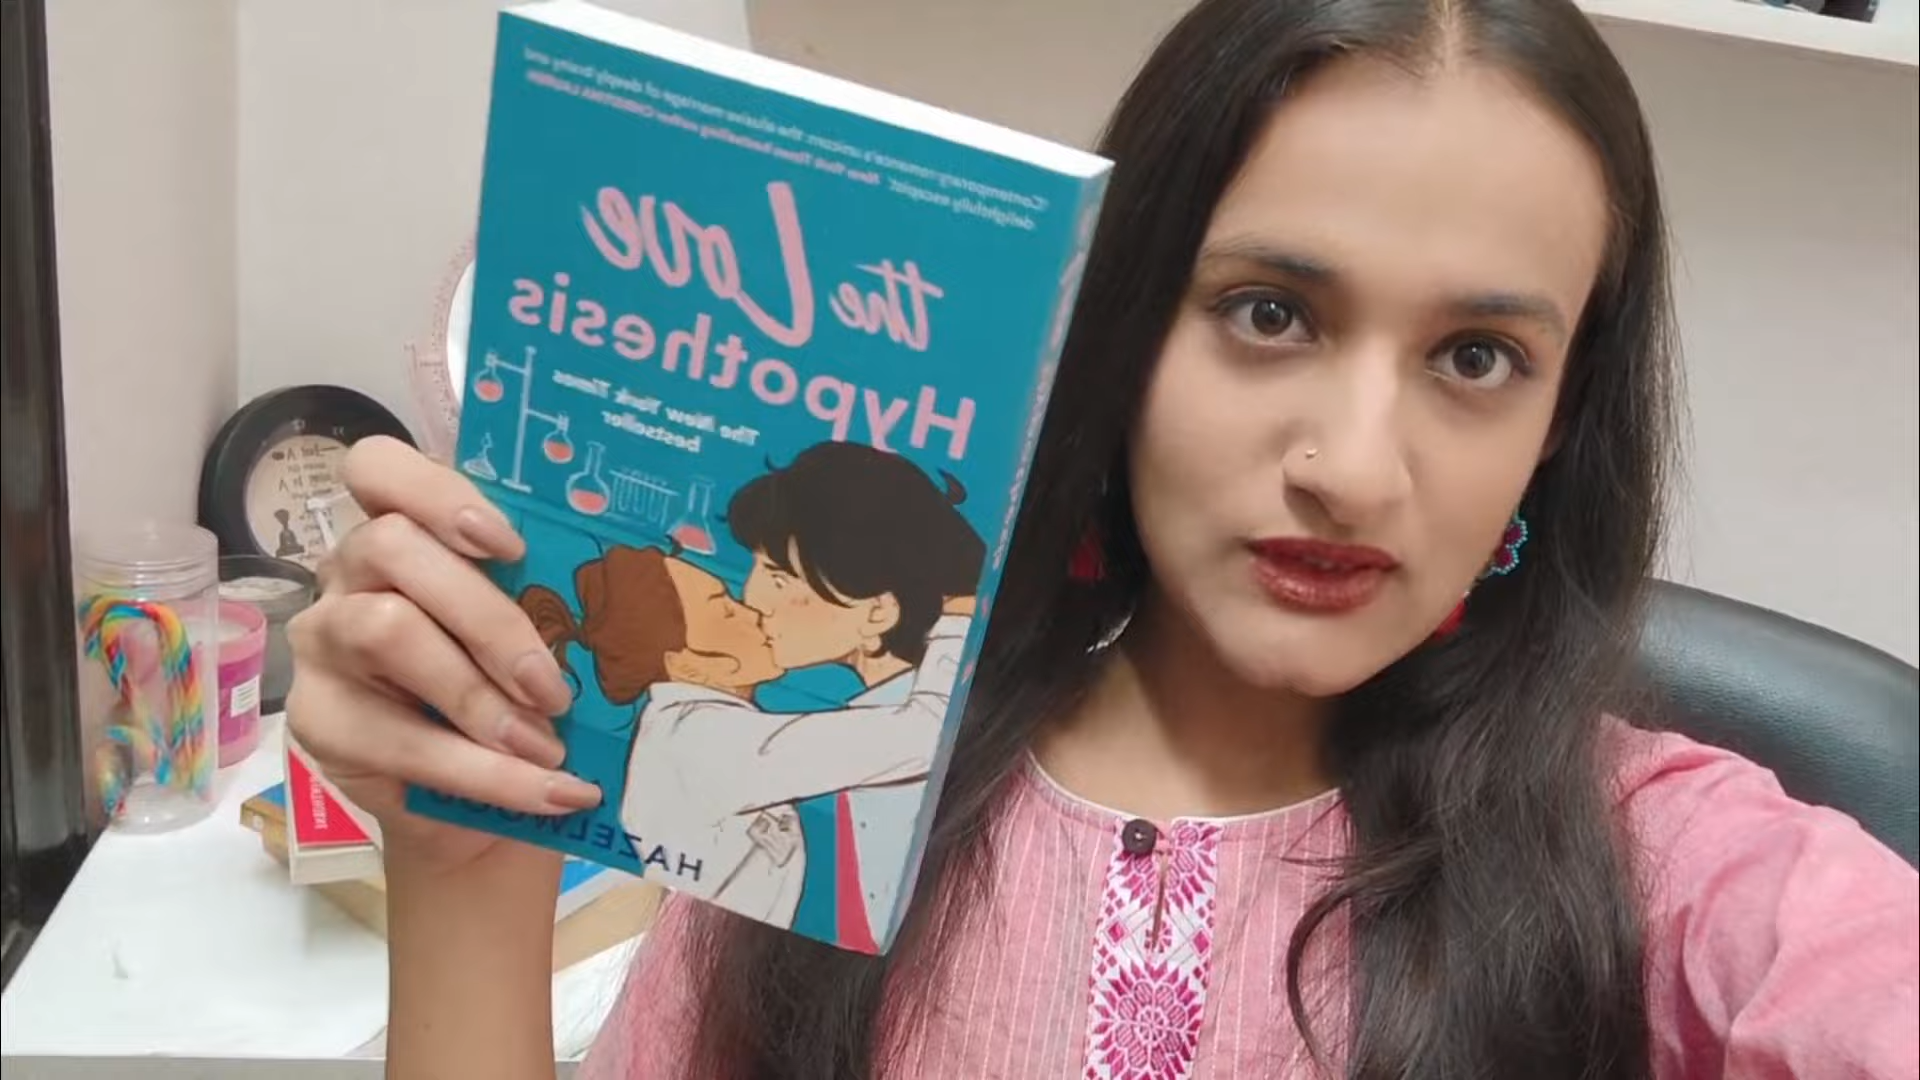 'Contemporary romance's unicorn: the elusive marriage of deeply brainy and
delightfully escapist.' New York Times bestselling author CHRISTINA LAUREN
the Love
Hypothesis
The New York Times
bestseller
HAZELWOOD